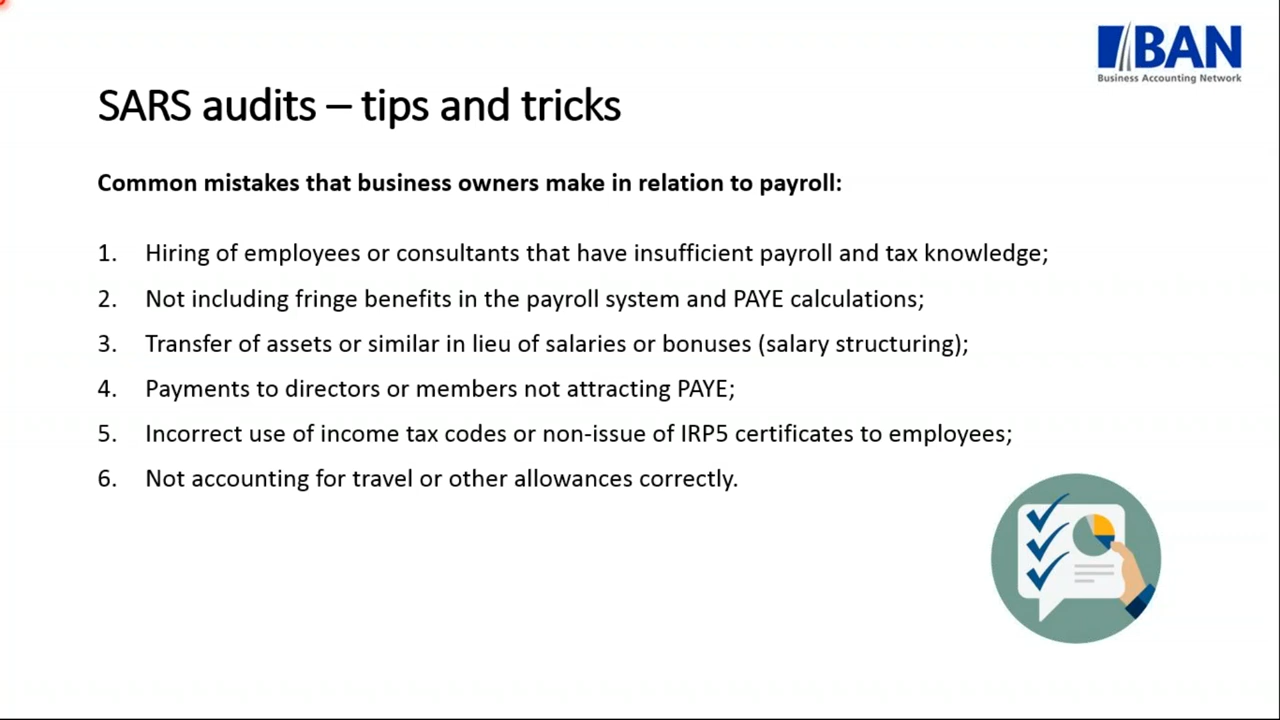 BAN
Business Accounting Network
SARS audits – tips and tricks
Common mistakes that business owners make in relation to payroll:
1. Hiring of employees or consultants that have insufficient payroll and tax knowledge;
2. Not including fringe benefits in the payroll system and PAYE calculations;
3. Transfer of assets or similar in lieu of salaries or bonuses (salary structuring);
4. Payments to directors or members not attracting PAYE;
5. Incorrect use of income tax codes or non-issue of IRP5 certificates to employees;
6. Not accounting for travel or other allowances correctly.